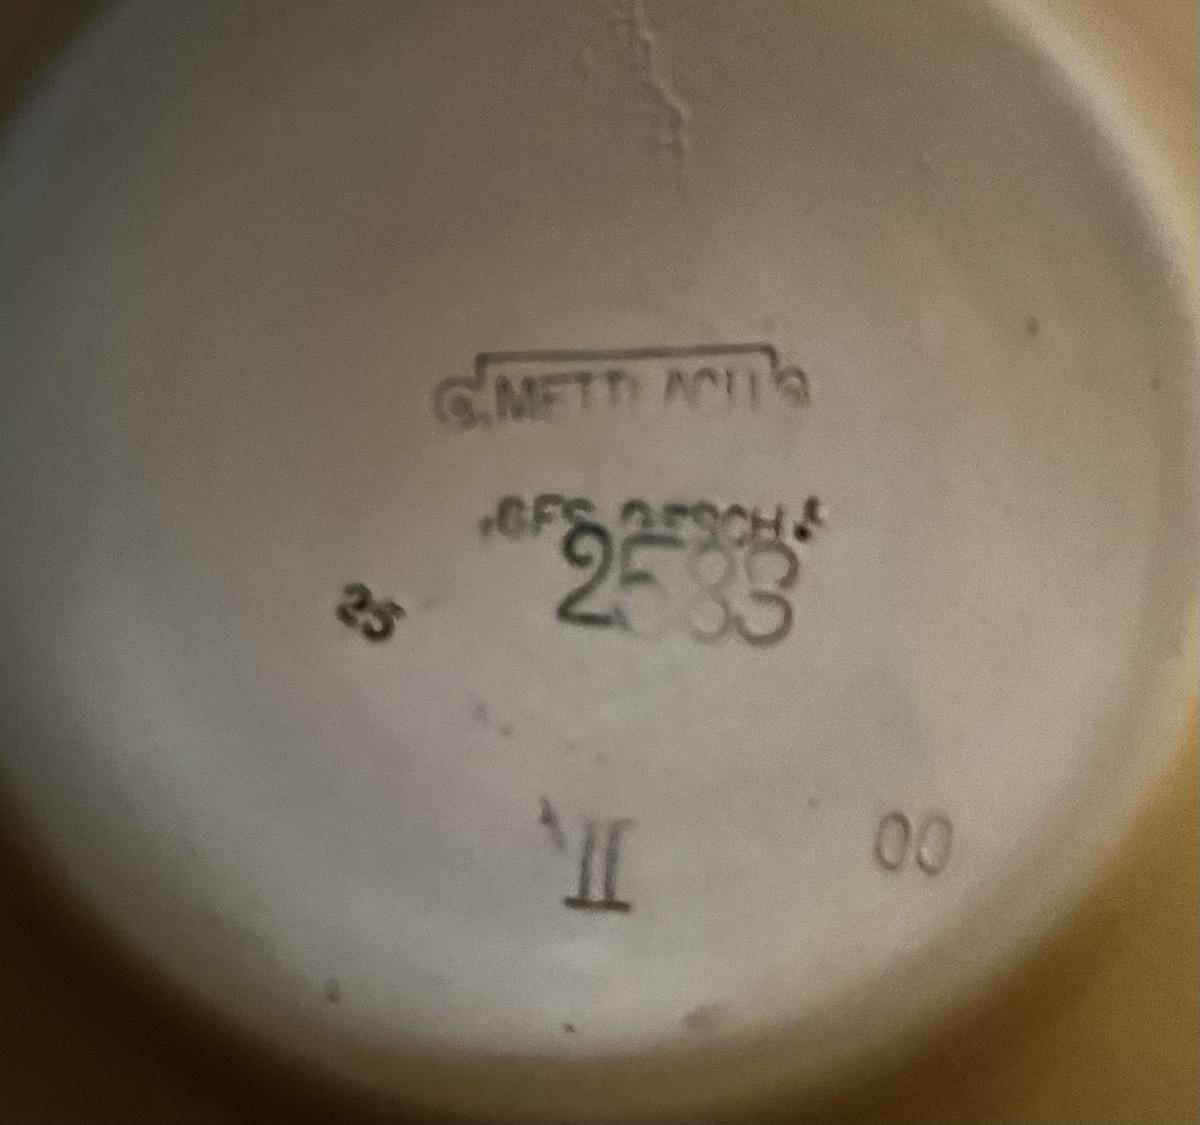 METTLACH
GES. GESCH.
2583
25
II
00